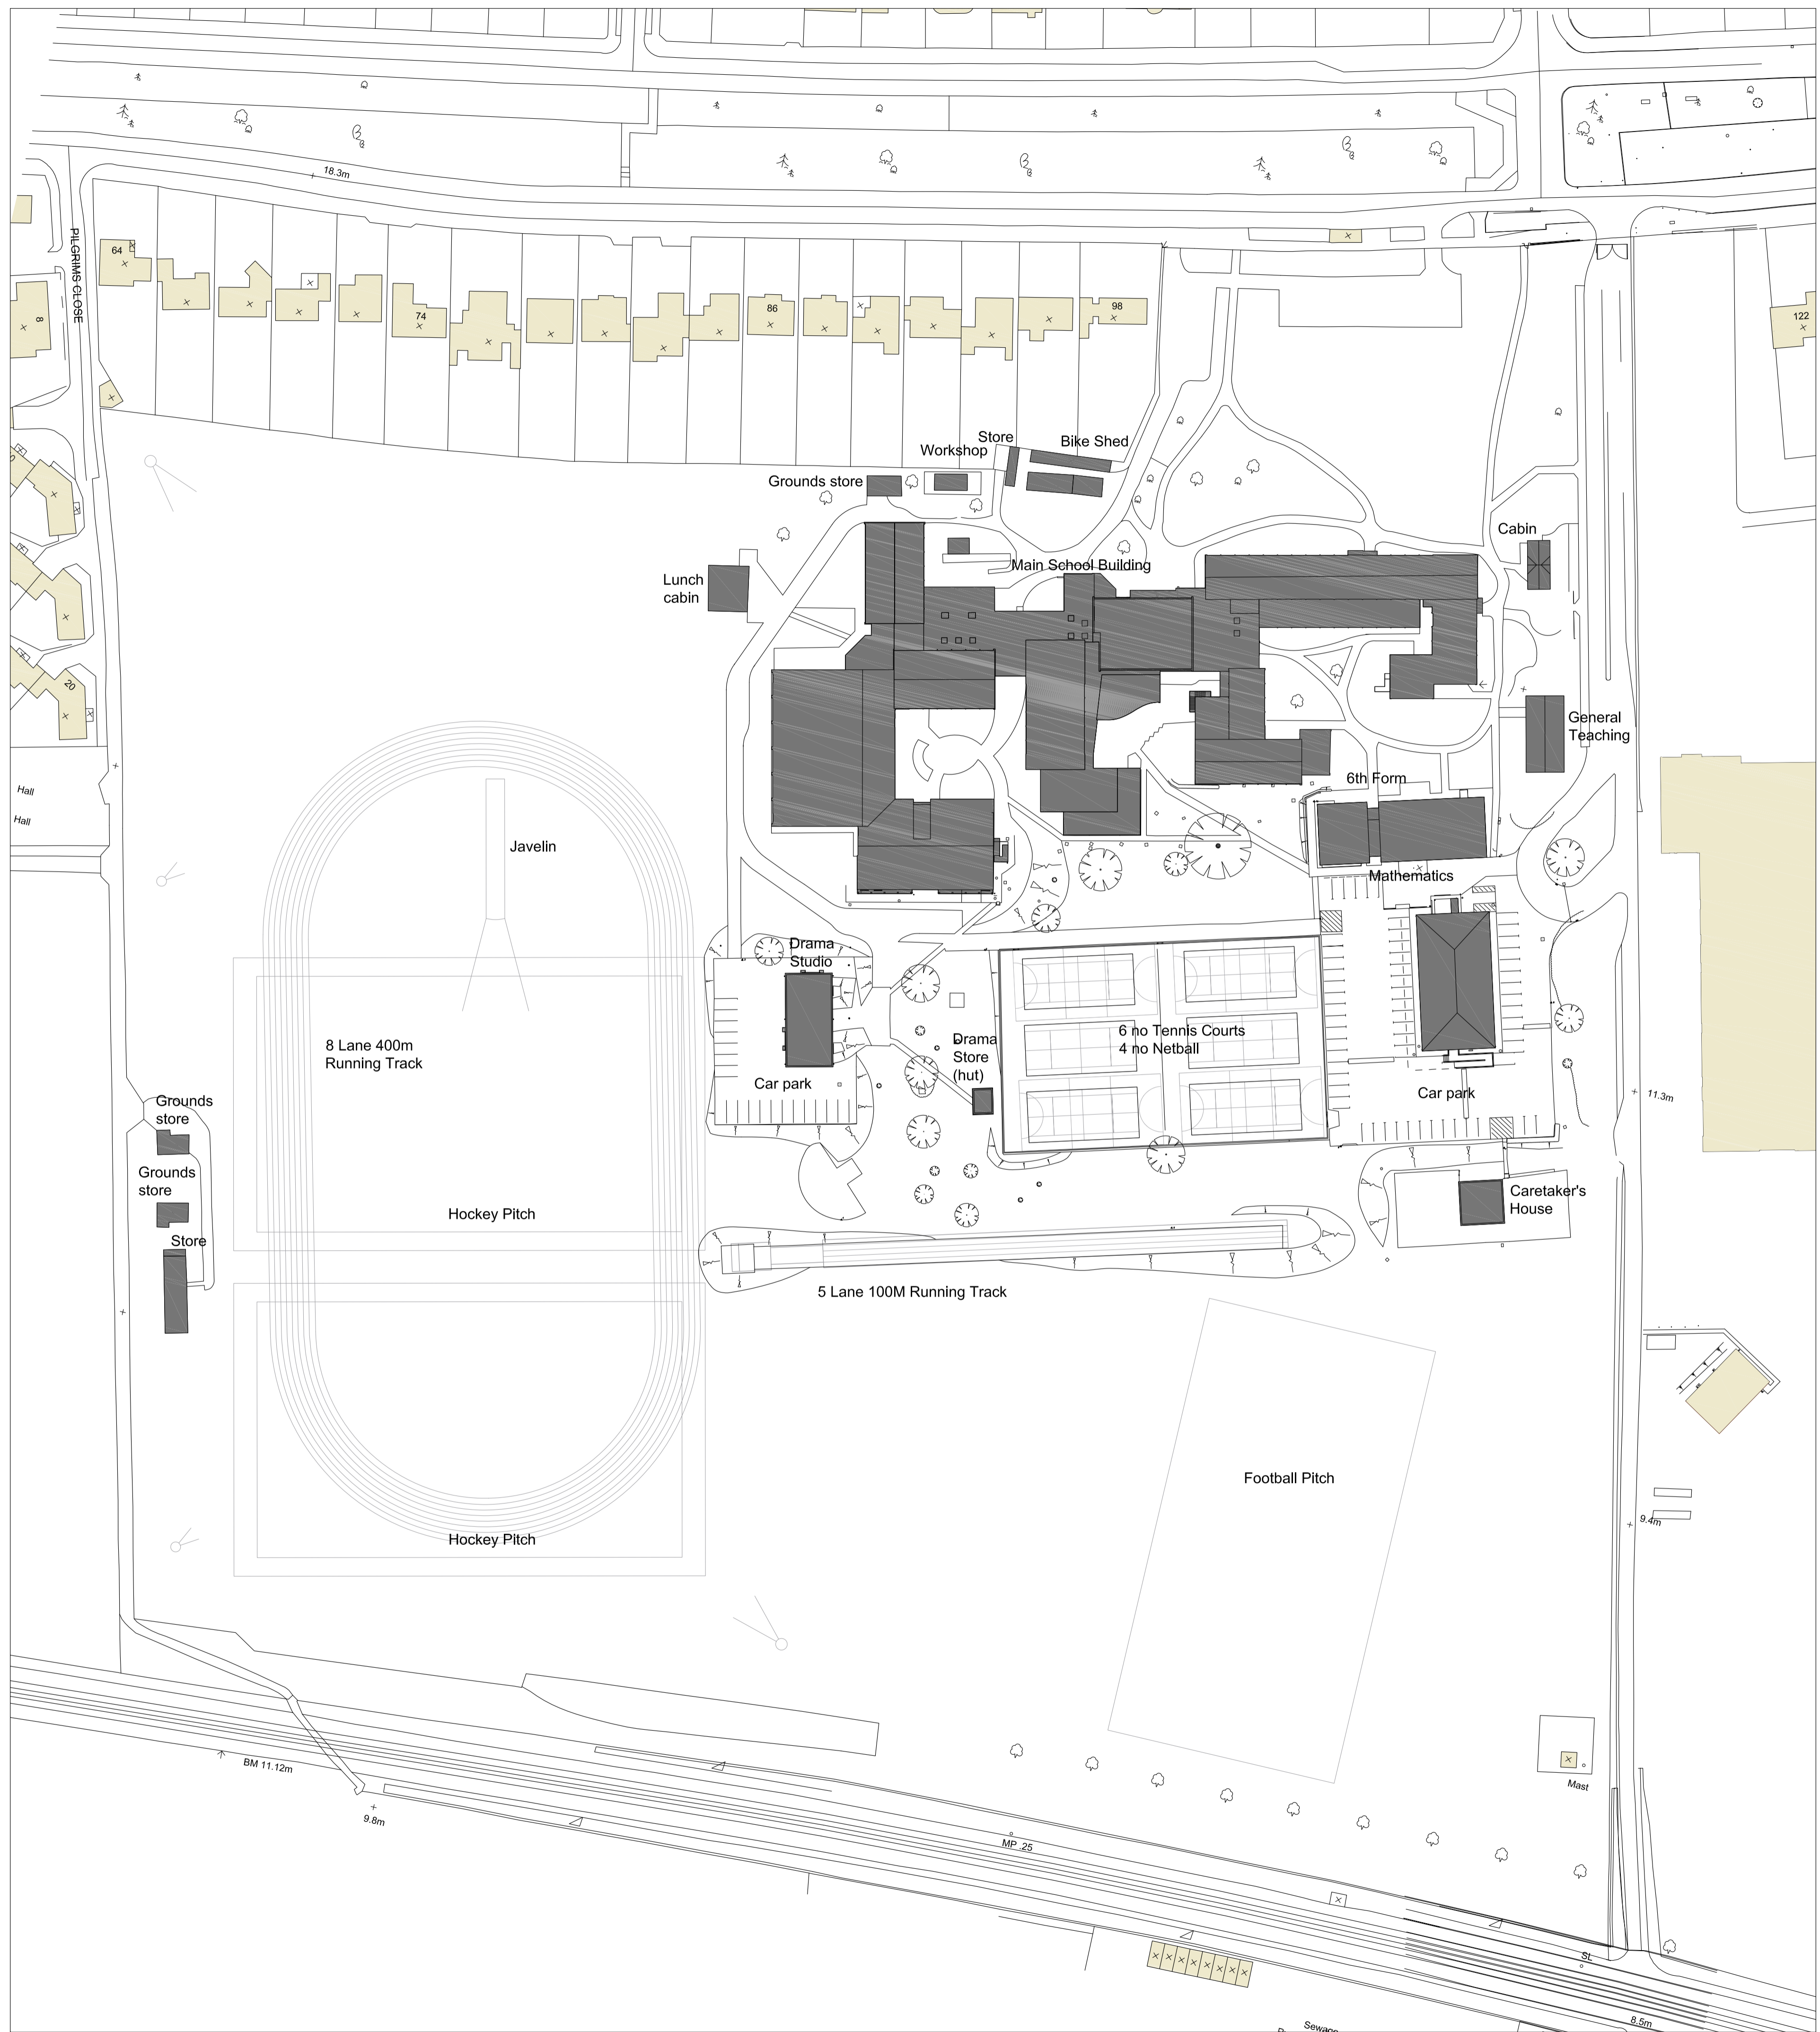 18.3m
PILGRIMS CLOSE
64
8
74
86
98
122
Store
Bike Shed
Workshop
Grounds store
Cabin
Main School Building
Lunch
cabin
20
General
Teaching
6th Form
Hall
Hall
Javelin
Mathematics
Drama
Studio
8 Lane 400m
Running Track
6 no Tennis Courts
4 no Netball
Drama
Store
(hut)
Car park
Car park
11.3m
Grounds
store
Grounds
store
Caretaker's
House
Hockey Pitch
Store
5 Lane 100M Running Track
Football Pitch
9.4m
Hockey Pitch
BM 11.12m
Mast
9.8m
MP .25
SL
8.5m